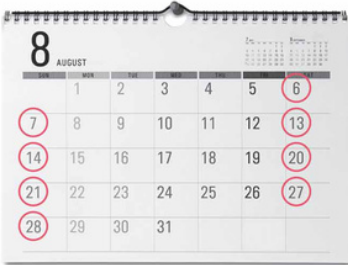 8 AUGUST
SUN MON TUE WED THU FRI SAT
1 2 3 4 5 6
7 8 9 10 11 12 13
14 15 16 17 18 19 20
21 22 23 24 25 26 27
28 29 30 31